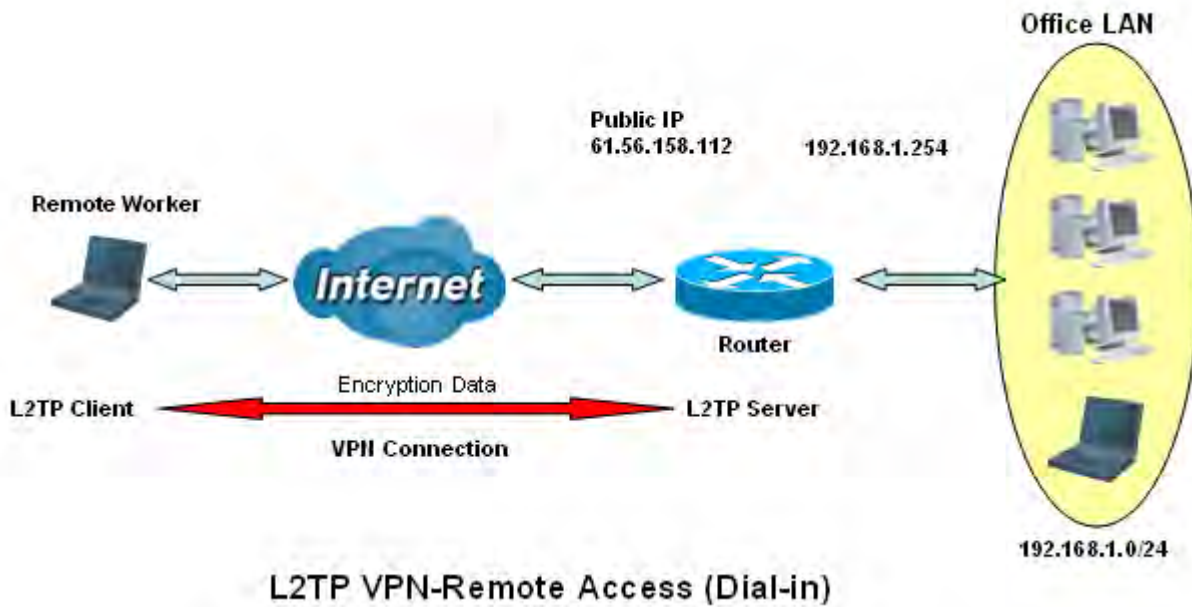 Office LAN
Public IP
61.56.158.112
192.168.1.254
Remote Worker
Internet
Router
Encryption Data
L2TP Client
L2TP Server
VPN Connection
192.168.1.0/24
L2TP VPN-Remote Access (Dial-in)